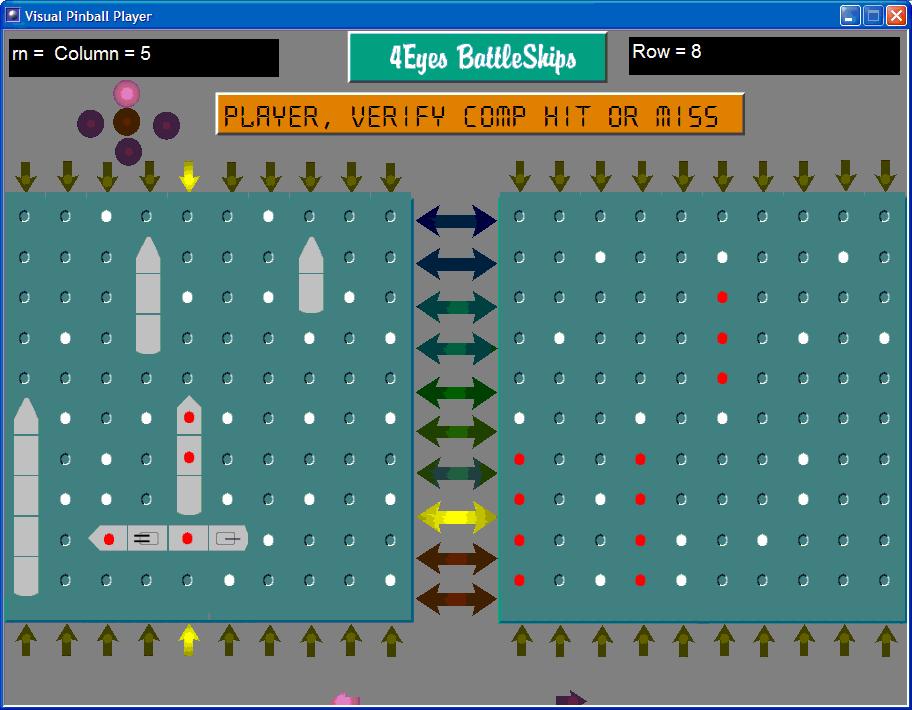 Visual Pinball Player
rn =  Column = 5
4Eyes BattleShips
Row = 8
PLAYER, VERIFY COMP HIT OR MISS